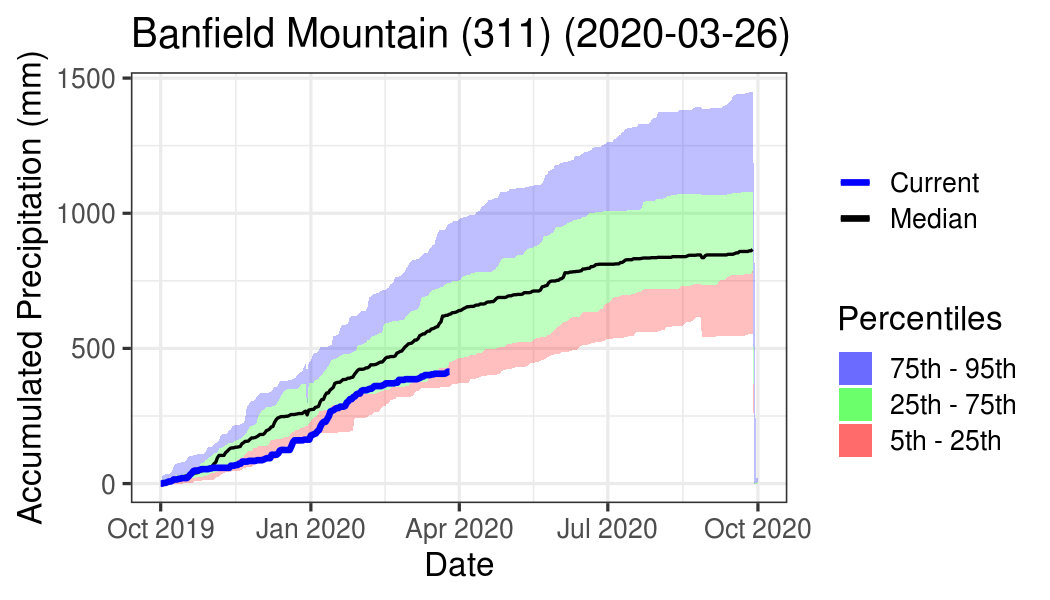 Banfield Mountain (311) (2020-03-26)
Accumulated Precipitation (mm)
1500
1000
500
0
Oct 2019
Jan 2020
Apr 2020
Jul 2020
Oct 2020
Date
Current
Median
Percentiles
75th - 95th
25th - 75th
5th - 25th